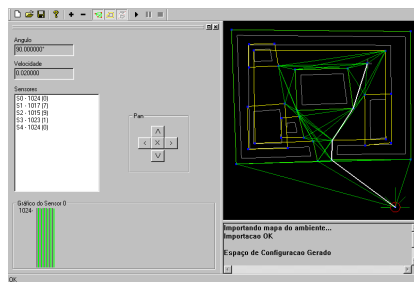 Angulo
90.000000°
Velocidade
0.020000
Sensores
S0 - 1024 (0)
S1 - 1017 (7)
S2 - 1015 (9)
S3 - 1023 (1)
S4 - 1024 (0)
Pan
< X >
Gráfico do Sensor 0
1024-
Importando mapa do ambiente...
Importacao OK
Espaço de Configuracao Gerado
OK